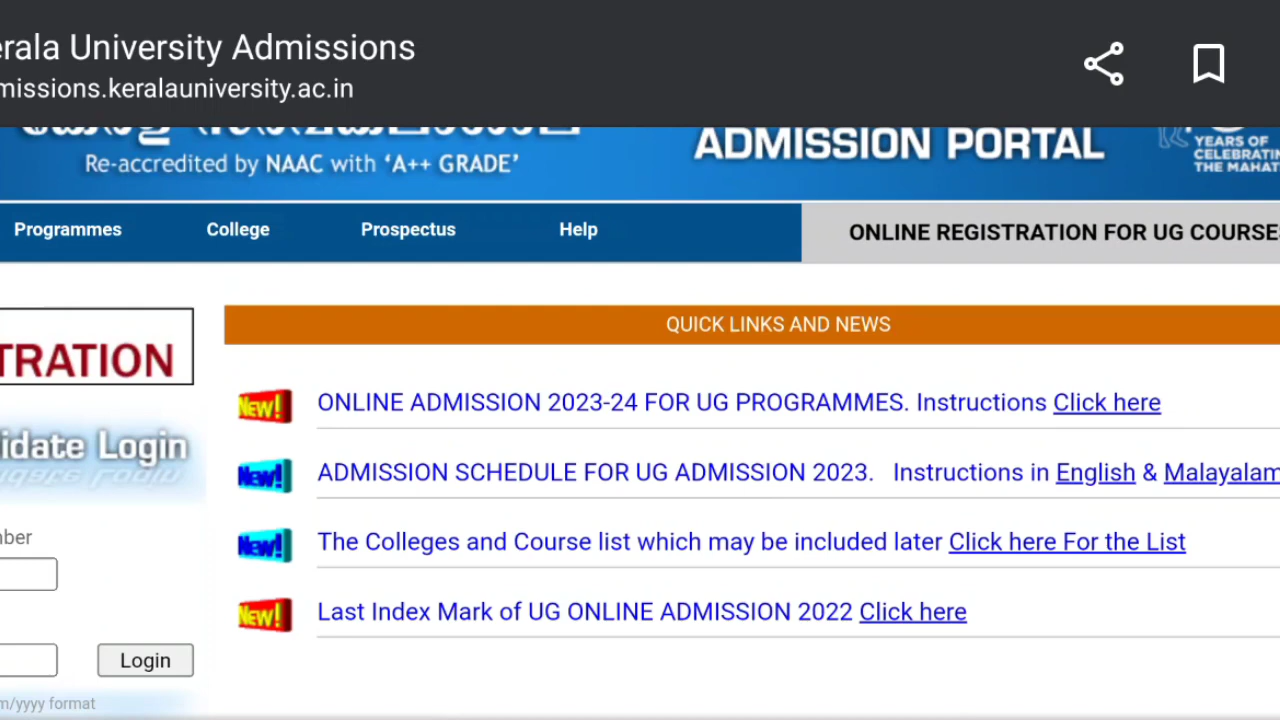 erala University Admissions
missions.keralauniversity.ac.in
Re-accredited by NAAC with ‘A++ GRADE’
ADMISSION PORTAL
YEARS OF
CELEBRATIN
THE MAHAT
Programmes College Prospectus Help
ONLINE REGISTRATION FOR UG COURSE
QUICK LINKS AND NEWS
TRATION
New! ONLINE ADMISSION 2023-24 FOR UG PROGRAMMES. Instructions Click here
idate Login
New! ADMISSION SCHEDULE FOR UG ADMISSION 2023. Instructions in English & Malayalam
mber
New! The Colleges and Course list which may be included later Click here For the List
New! Last Index Mark of UG ONLINE ADMISSION 2022 Click here
Login
m/yyyy format